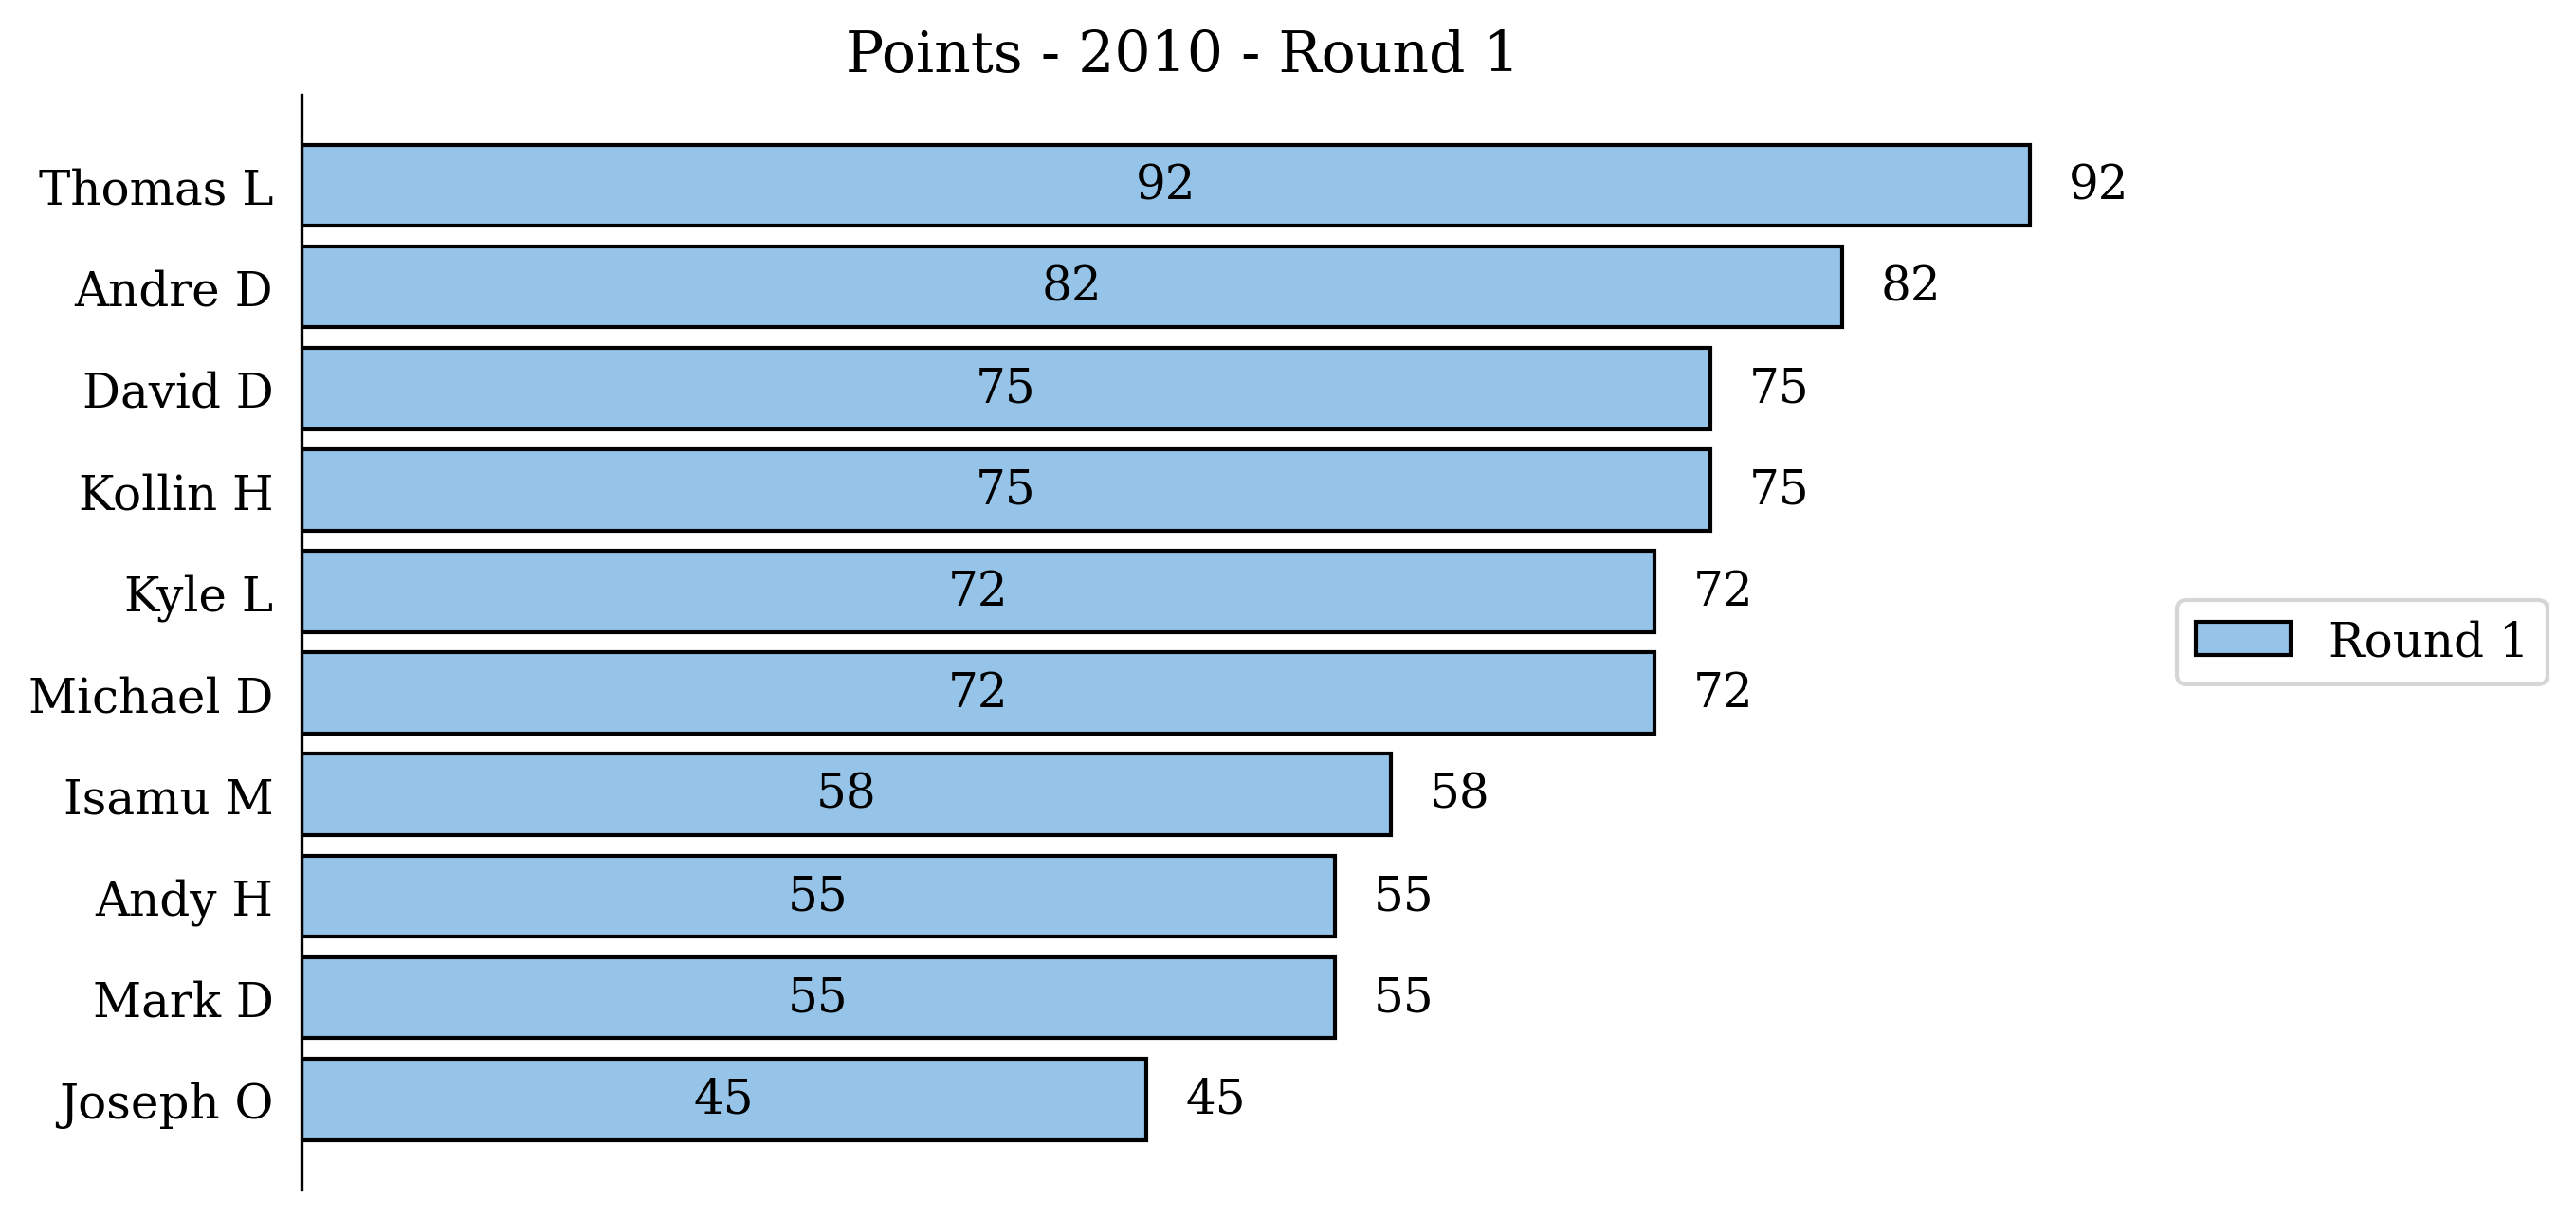 Points - 2010 - Round 1
Thomas L 92 92
Andre D 82 82
David D 75 75
Kollin H 75 75
Kyle L 72 72
Michael D 72 72
Isamu M 58 58
Andy H 55 55
Mark D 55 55
Joseph O 45 45
Round 1